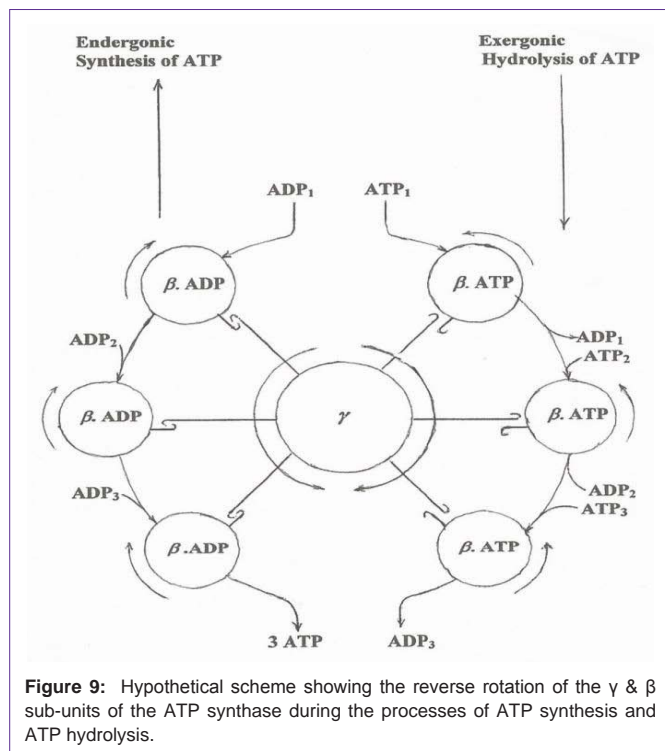 Endergonic
Synthesis of ATP
Exergonic
Hydrolysis of ATP
ADP₁
ATP₁
β. ADP
β. ATP
ADP₂
ADP₁
ATP₂
β. ADP
γ
β. ATP
ADP₃
ADP₂
ATP₃
β .ADP
β. ATP
3 ATP
ADP₃
Figure 9: Hypothetical scheme showing the reverse rotation of the γ & β
sub-units of the ATP synthase during the processes of ATP synthesis and
ATP hydrolysis.